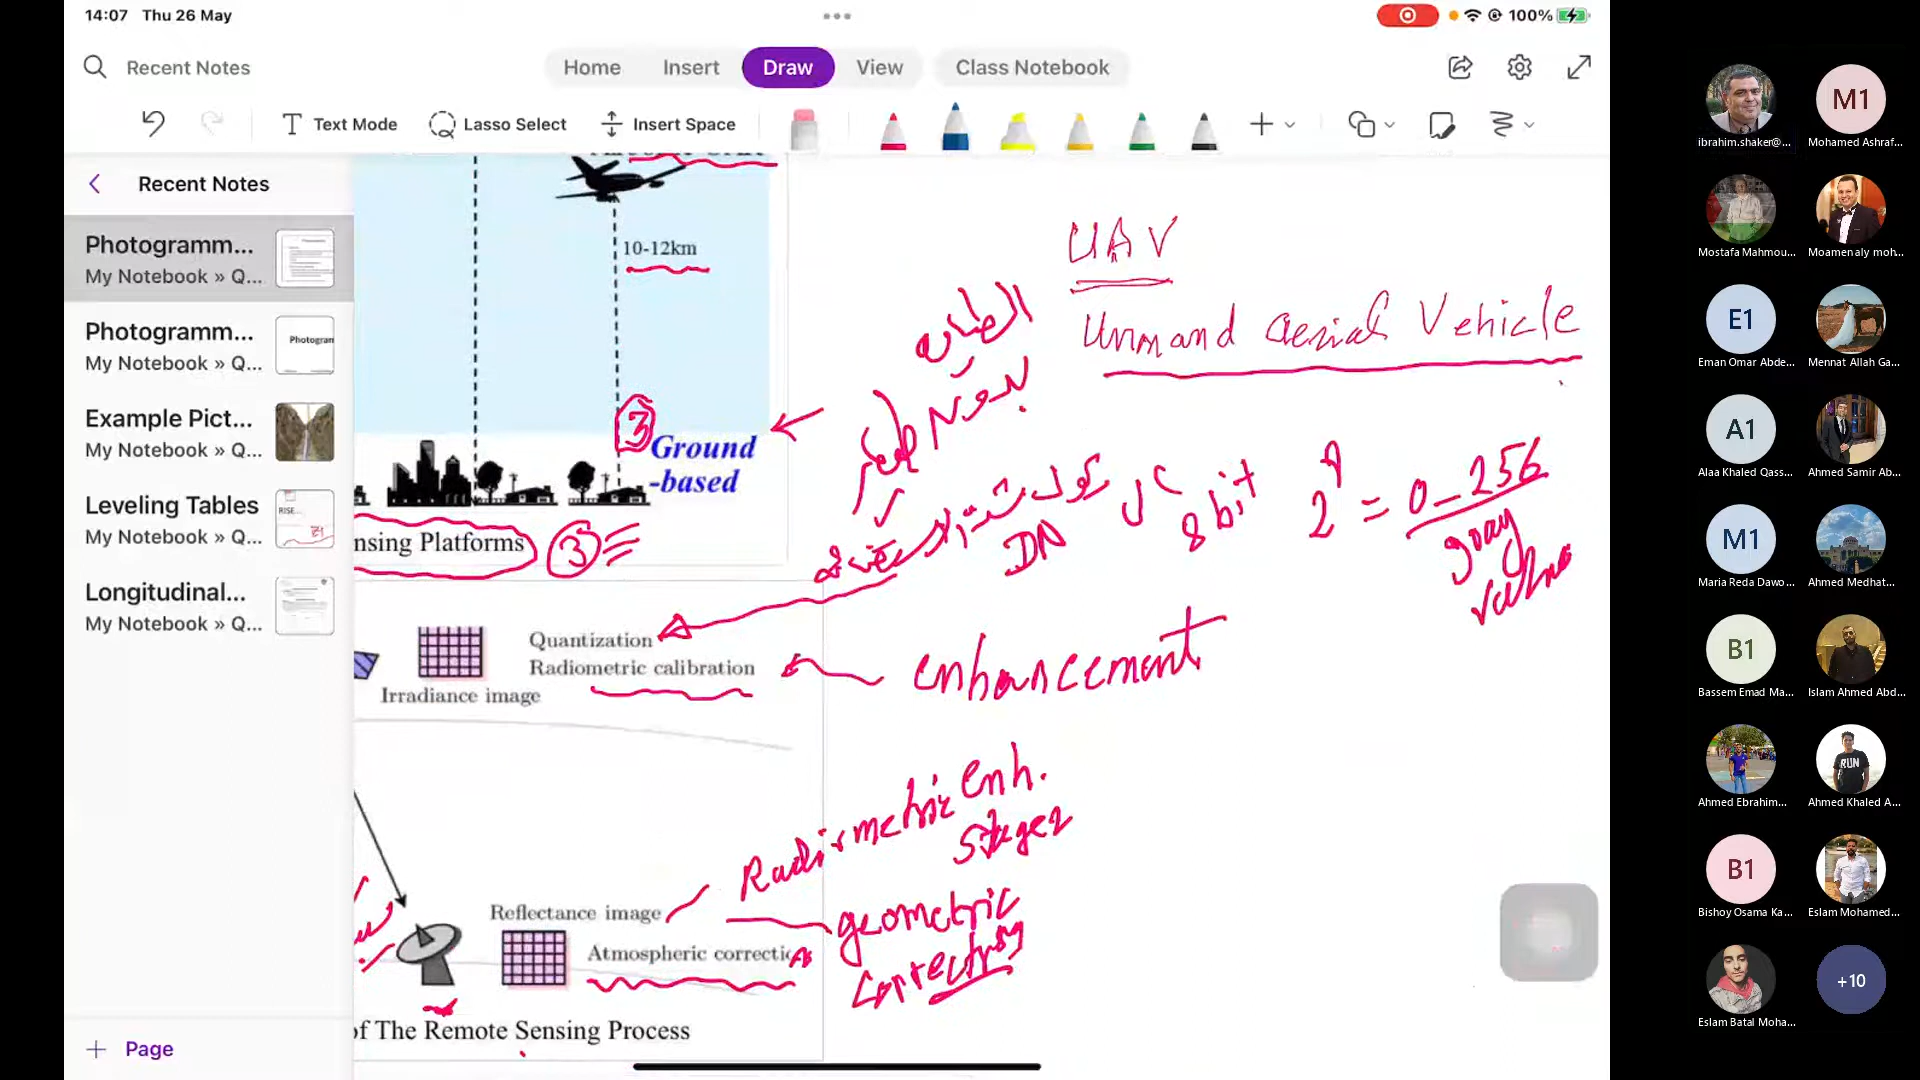 14:07 Thu 26 May
100%
Recent Notes
Home Insert Draw View Class Notebook
Text Mode Lasso Select Insert Space
Recent Notes
Photogramm...
My Notebook » Q...
Photogramm...
My Notebook » Q...
Example Pict...
My Notebook » Q...
Leveling Tables
My Notebook » Q...
Longitudinal...
My Notebook » Q...
Page
10-12km
3
Ground
-based
nsing Platforms
3
UAV
Unmand aerial Vehicle
DN
8 bit
= 0_256
gray
value
Quantization
Radiometric calibration
Irradiance image
enhancement
Radiometric enh.
Stages
geometric
Reflectance image
Atmospheric correctio
of The Remote Sensing Process
ibrahim.shaker@...
M1
Mohamed Ashraf...
Mostafa Mahmou...
Moamenaly moh...
E1
Eman Omar Abde...
Mennat Allah Ga...
A1
Alaa Khaled Qass...
Ahmed Samir Ab...
M1
Maria Reda Dawo...
Ahmed Medhat...
B1
Bassem Emad Ma...
Islam Ahmed Abd...
Ahmed Ebrahim...
RUN
Ahmed Khaled A...
B1
Bishoy Osama Ka...
Eslam Mohamed...
Eslam Batal Moha...
+10